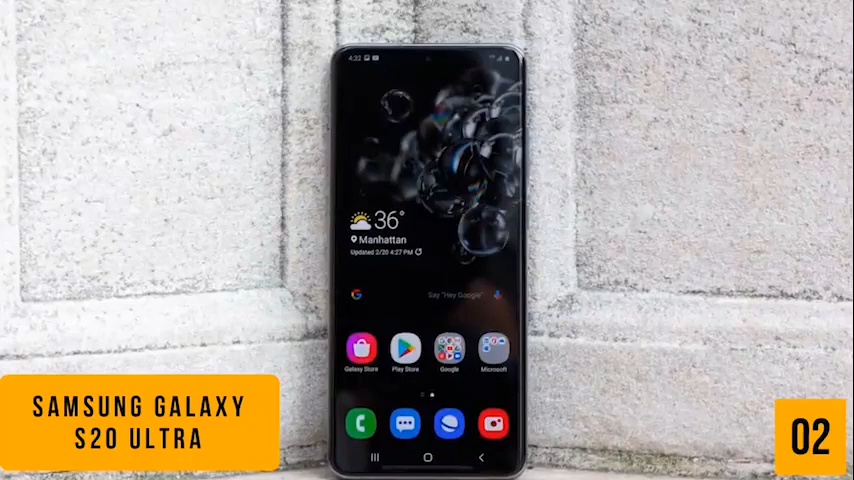 4:32
36°
Manhattan
Updated 2/20 4:27 PM
Say "Hey Google"
Galaxy Store
Play Store
Google
Microsoft
SAMSUNG GALAXY
S20 ULTRA
02